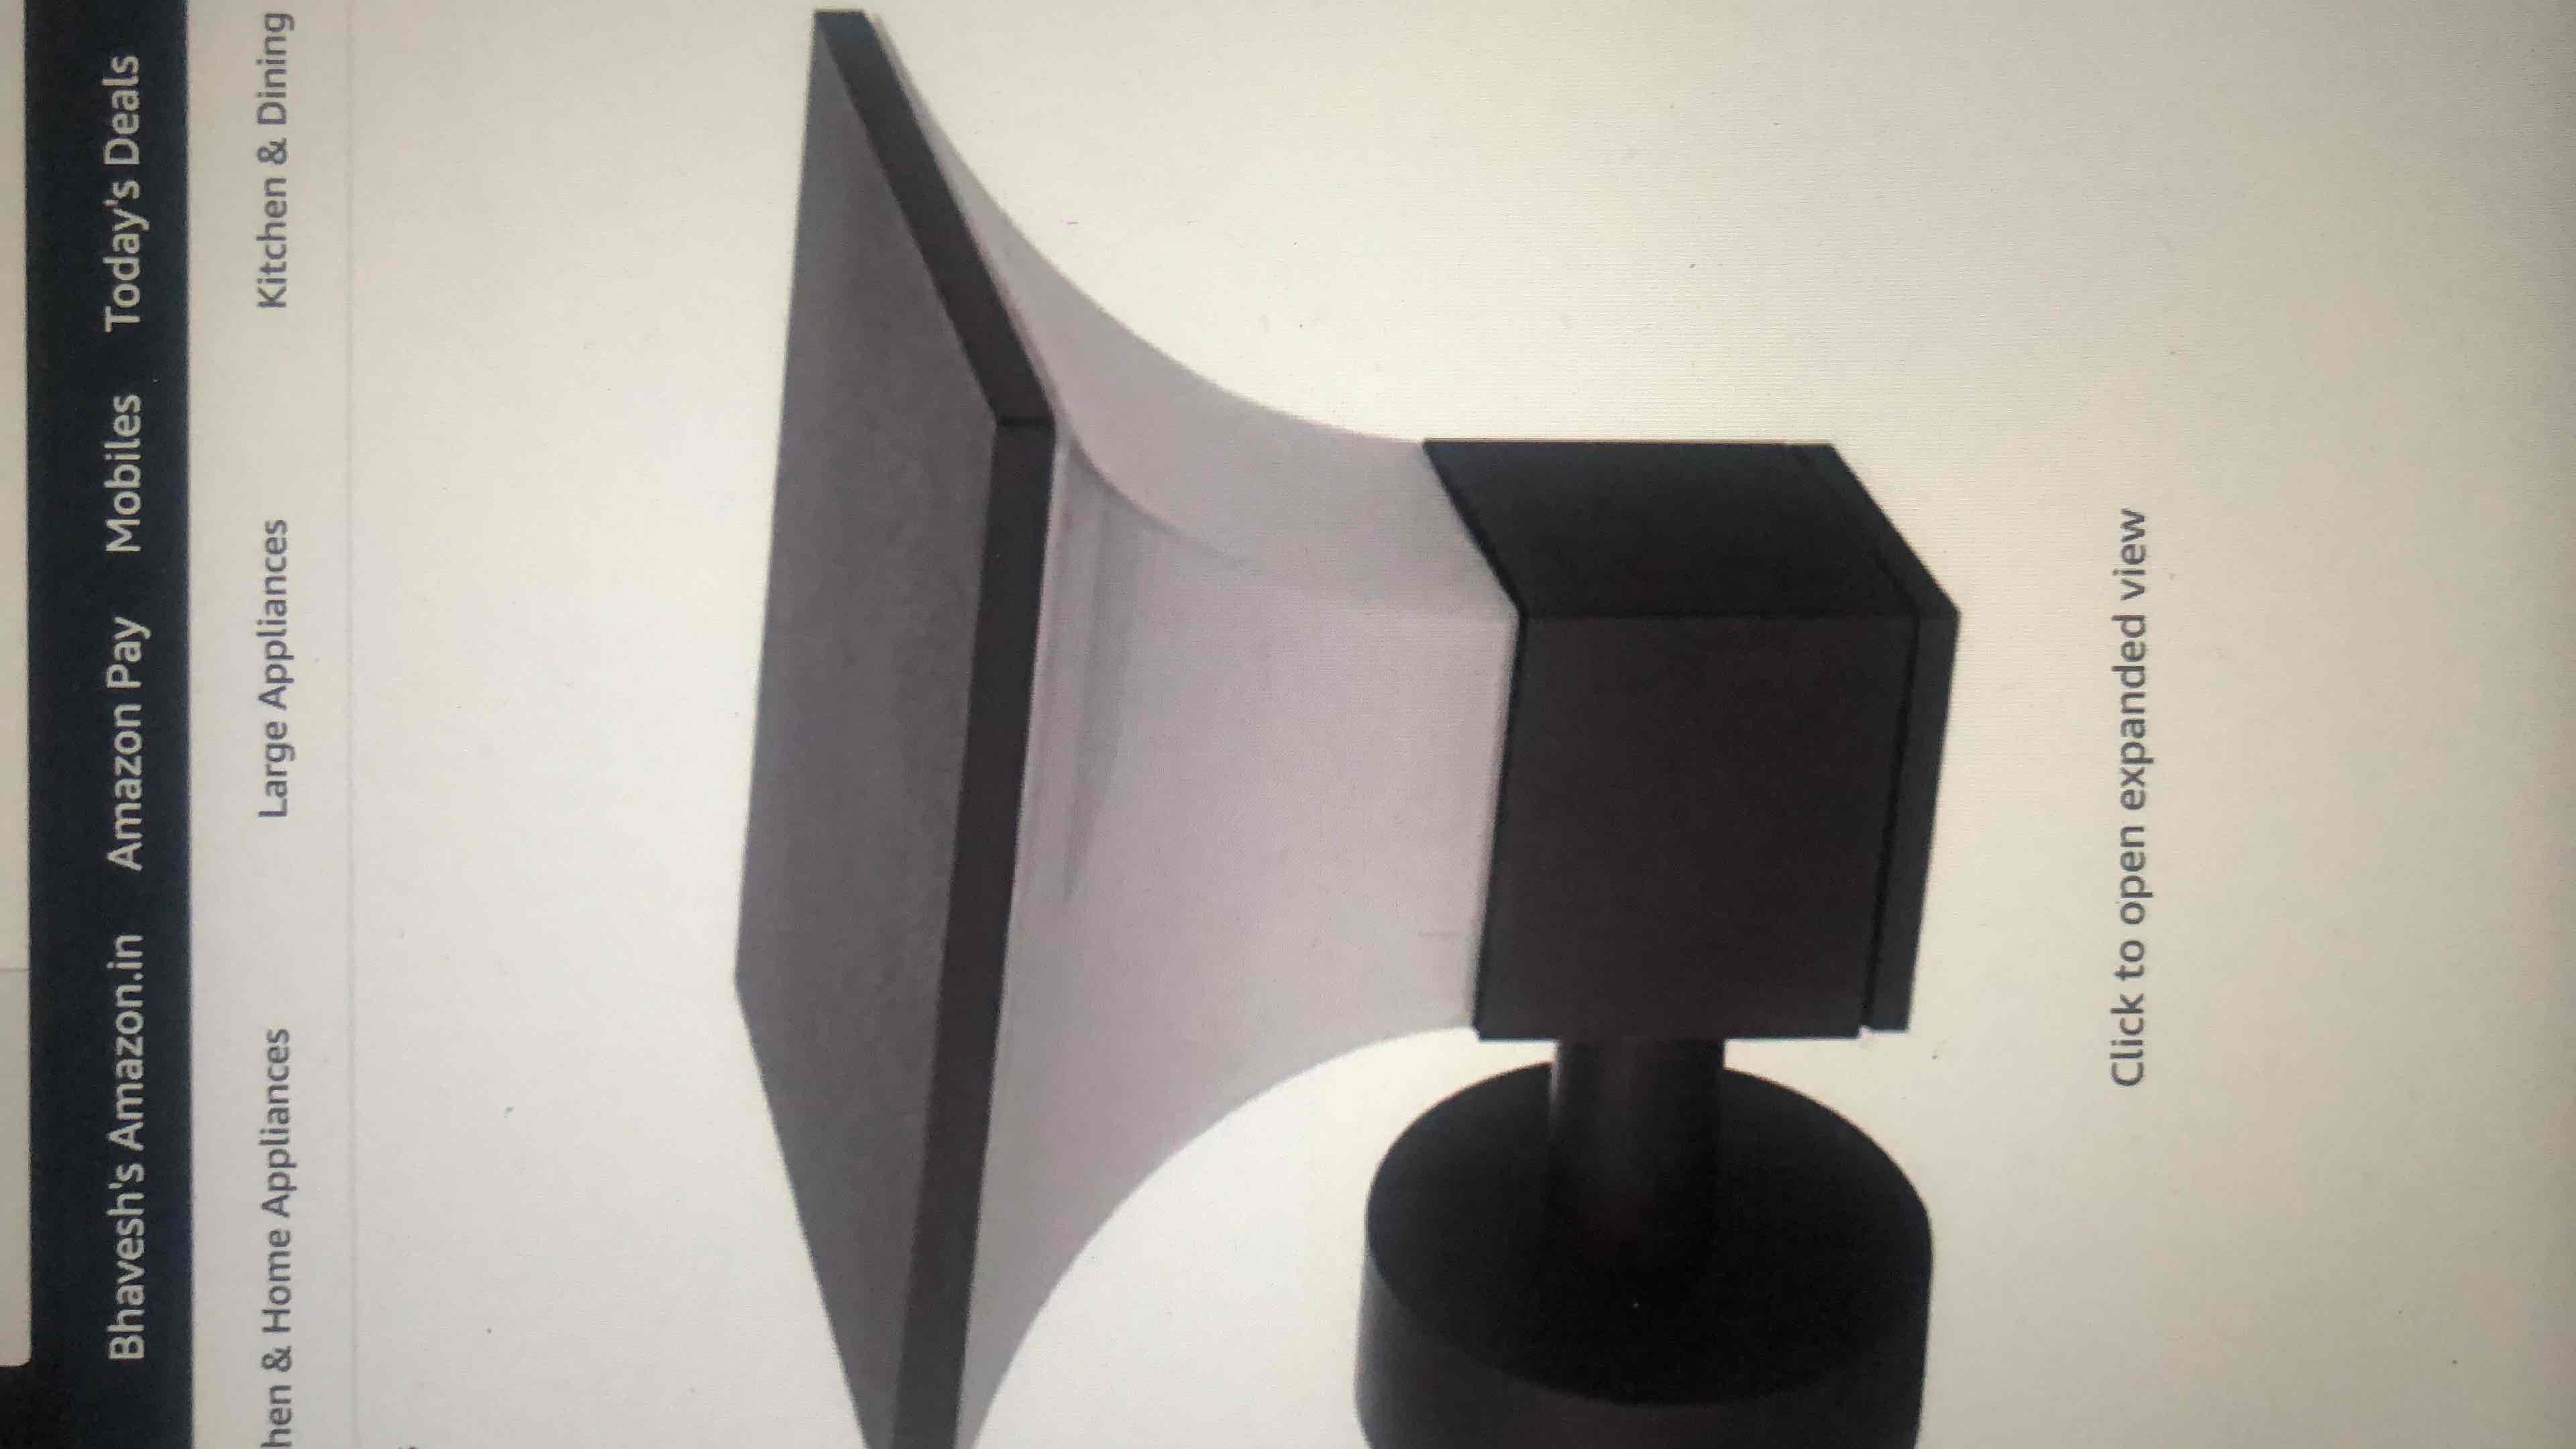 Bhavesh's Amazon.in Amazon Pay Mobiles Today's Deals
hen & Home Appliances Large Appliances Kitchen & Dining
Click to open expanded view